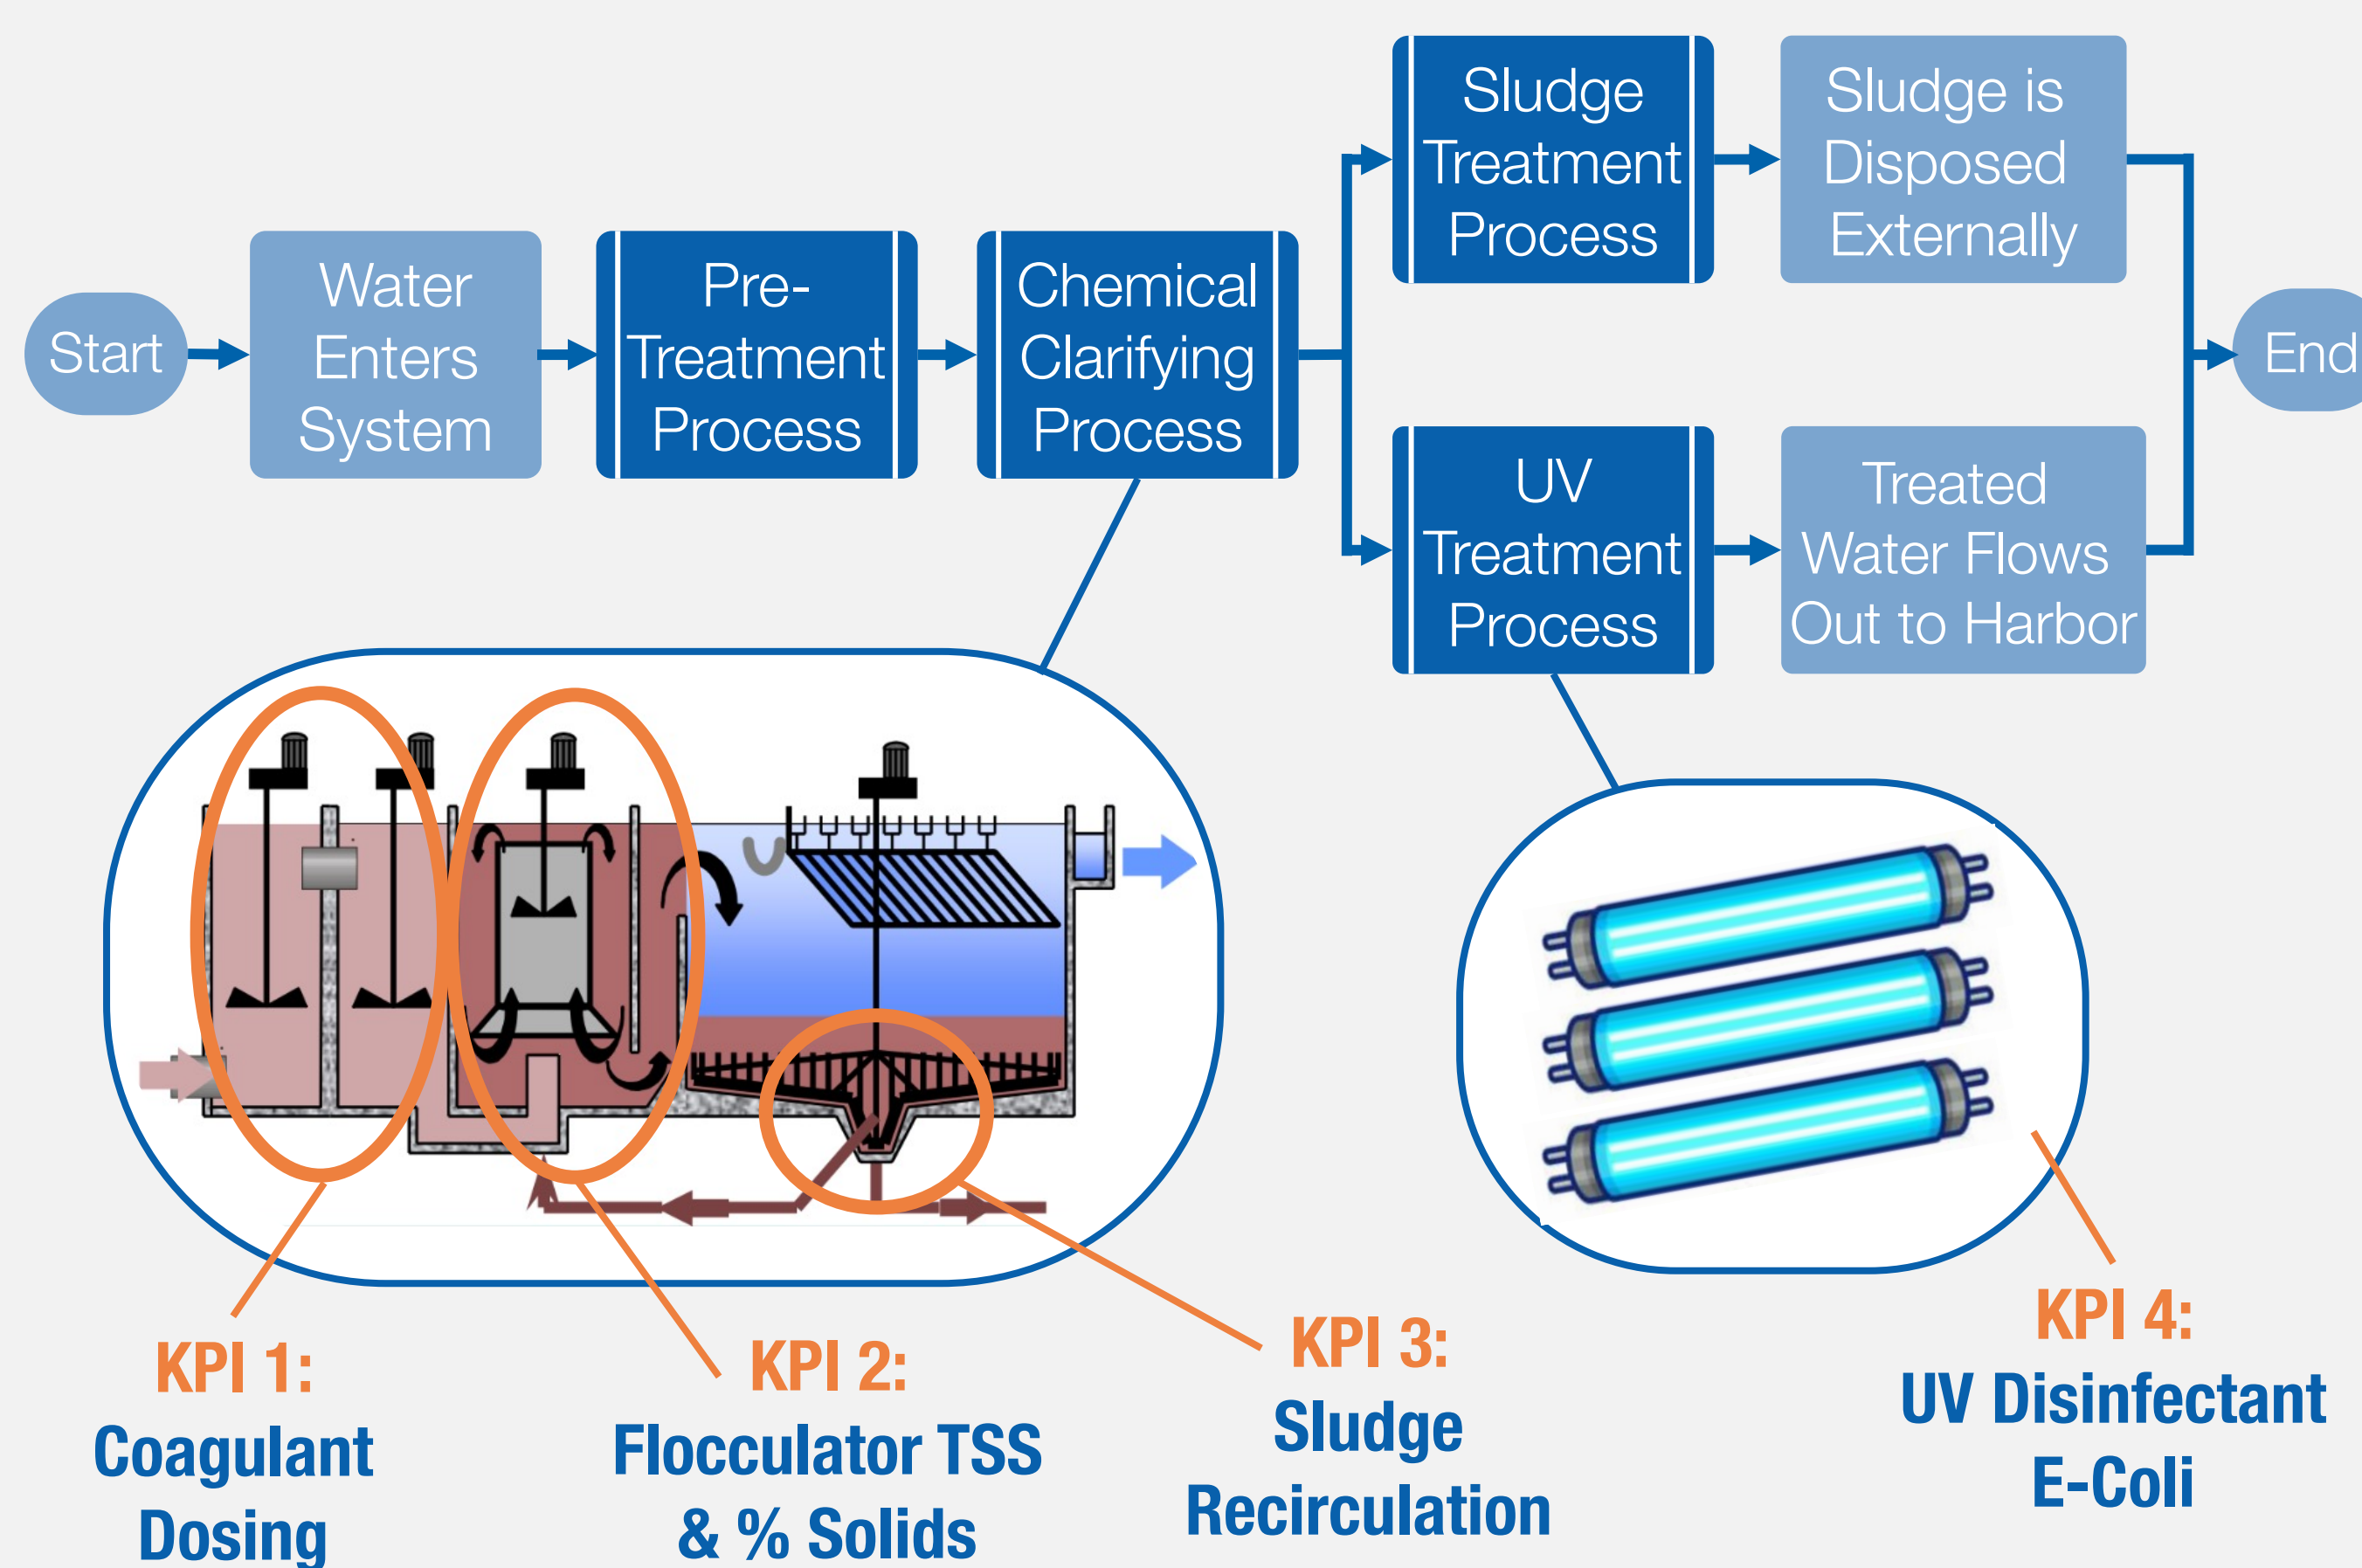 Start
Water
Enters
System
Pre-
Treatment
Process
Chemical
Clarifying
Process
Sludge
Treatment
Process
Sludge is
Disposed
Externally
UV
Treatment
Process
Treated
Water Flows
Out to Harbor
End
KPI 1:
Coagulant
Dosing
KPI 2:
Flocculator TSS
& % Solids
KPI 3:
Sludge
Recirculation
KPI 4:
UV Disinfectant
E-Coli